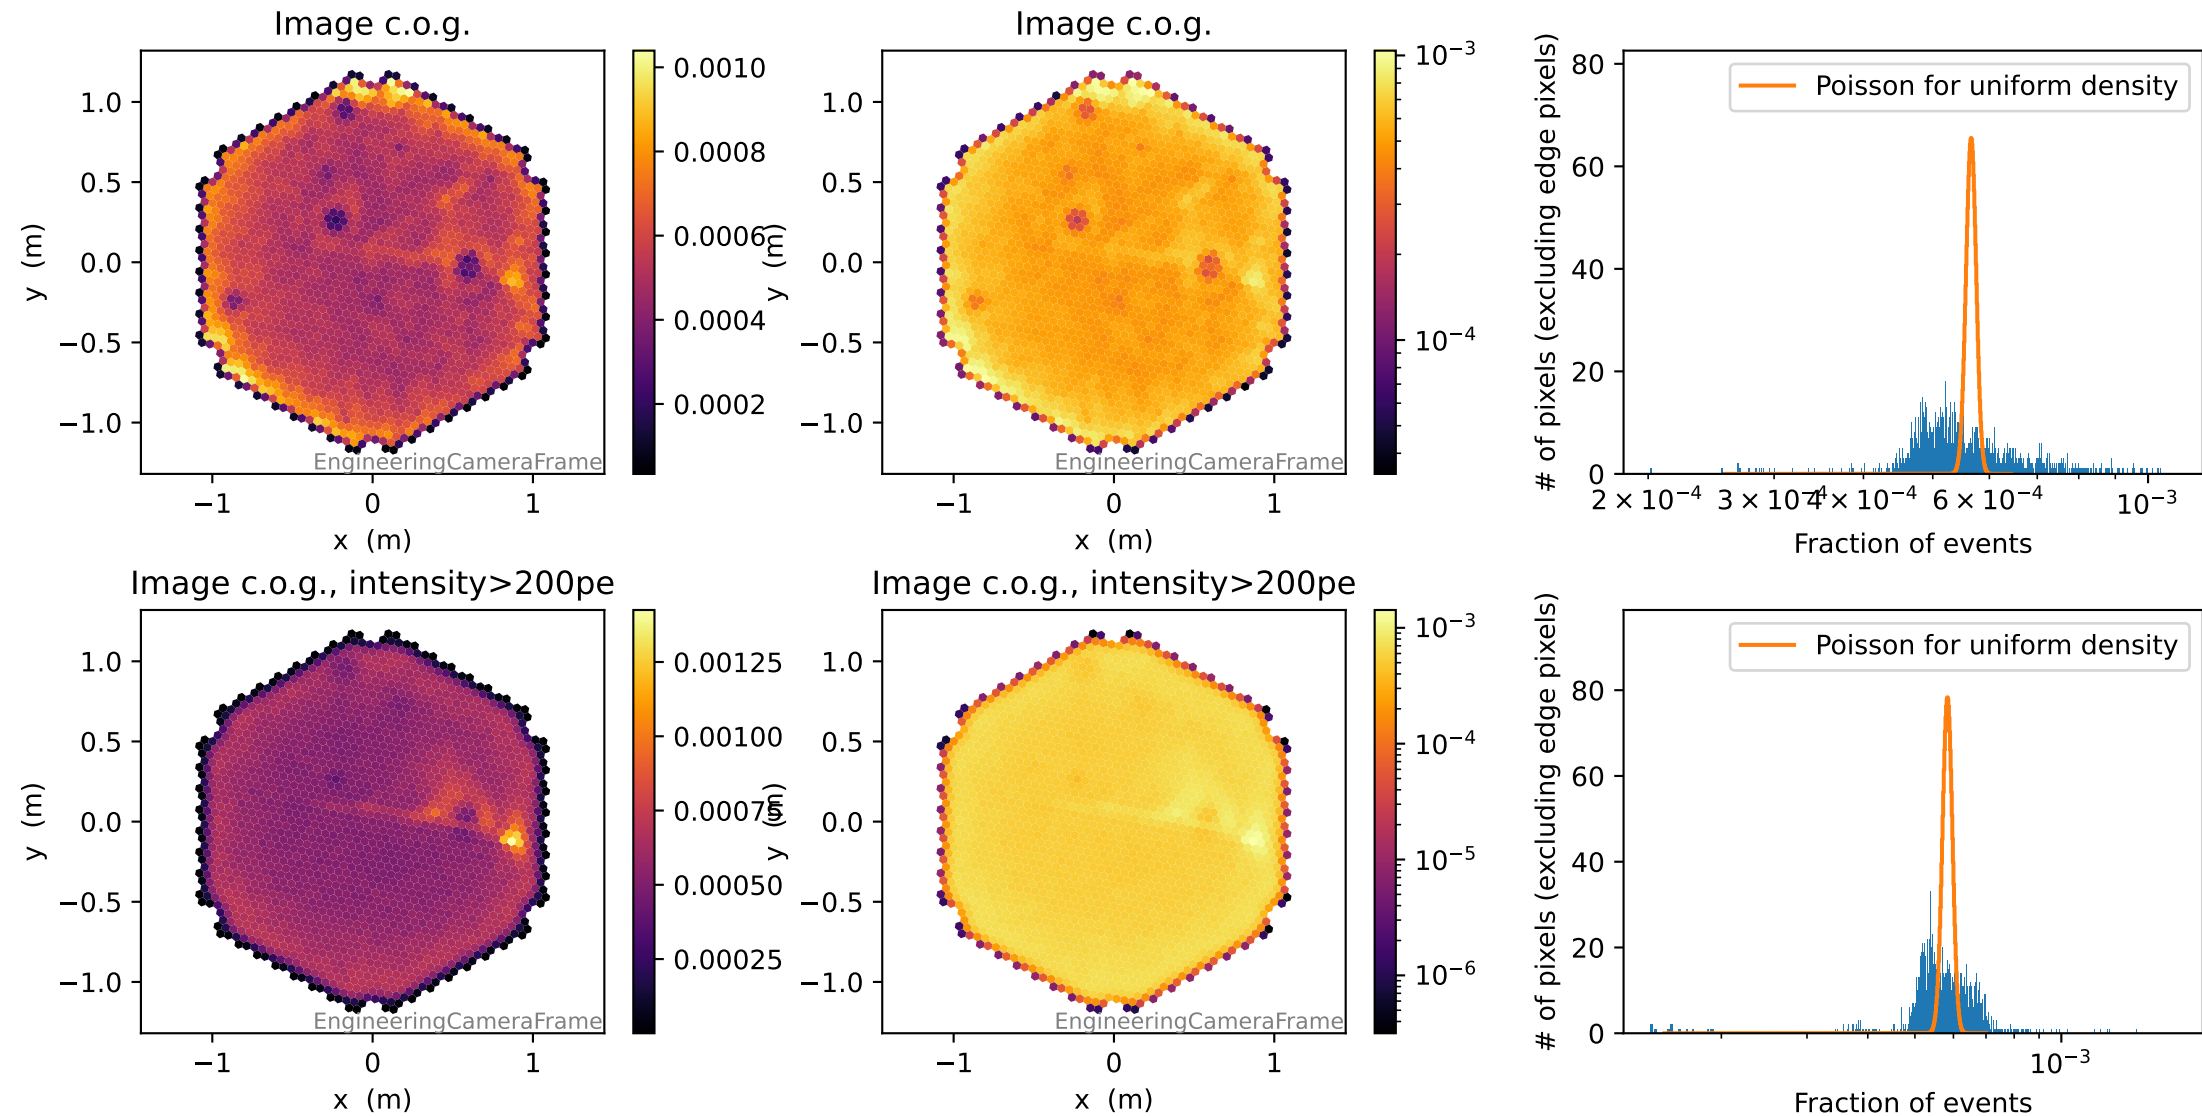 Image c.o.g.
1.0
0.5
0.0
−0.5
−1.0
y (m)
−1
0
1
x (m)
EngineeringCameraFrame
0.0010
0.0008
0.0006
0.0004
0.0002
Image c.o.g.
1.0
0.5
0.0
−0.5
−1.0
y (m)
−1
0
1
x (m)
EngineeringCameraFrame
10⁻³
10⁻⁴
# of pixels (excluding edge pixels)
80
60
40
20
0
Poisson for uniform density
2 × 10⁻⁴
3 × 10⁻⁴
4 × 10⁻⁴
6 × 10⁻⁴
10⁻³
Fraction of events
Image c.o.g., intensity>200pe
1.0
0.5
0.0
−0.5
−1.0
y (m)
−1
0
1
x (m)
EngineeringCameraFrame
0.00125
0.00100
0.00075
0.00050
0.00025
Image c.o.g., intensity>200pe
1.0
0.5
0.0
−0.5
−1.0
y (m)
−1
0
1
x (m)
EngineeringCameraFrame
10⁻³
10⁻⁴
10⁻⁵
10⁻⁶
# of pixels (excluding edge pixels)
80
60
40
20
0
Poisson for uniform density
10⁻³
Fraction of events